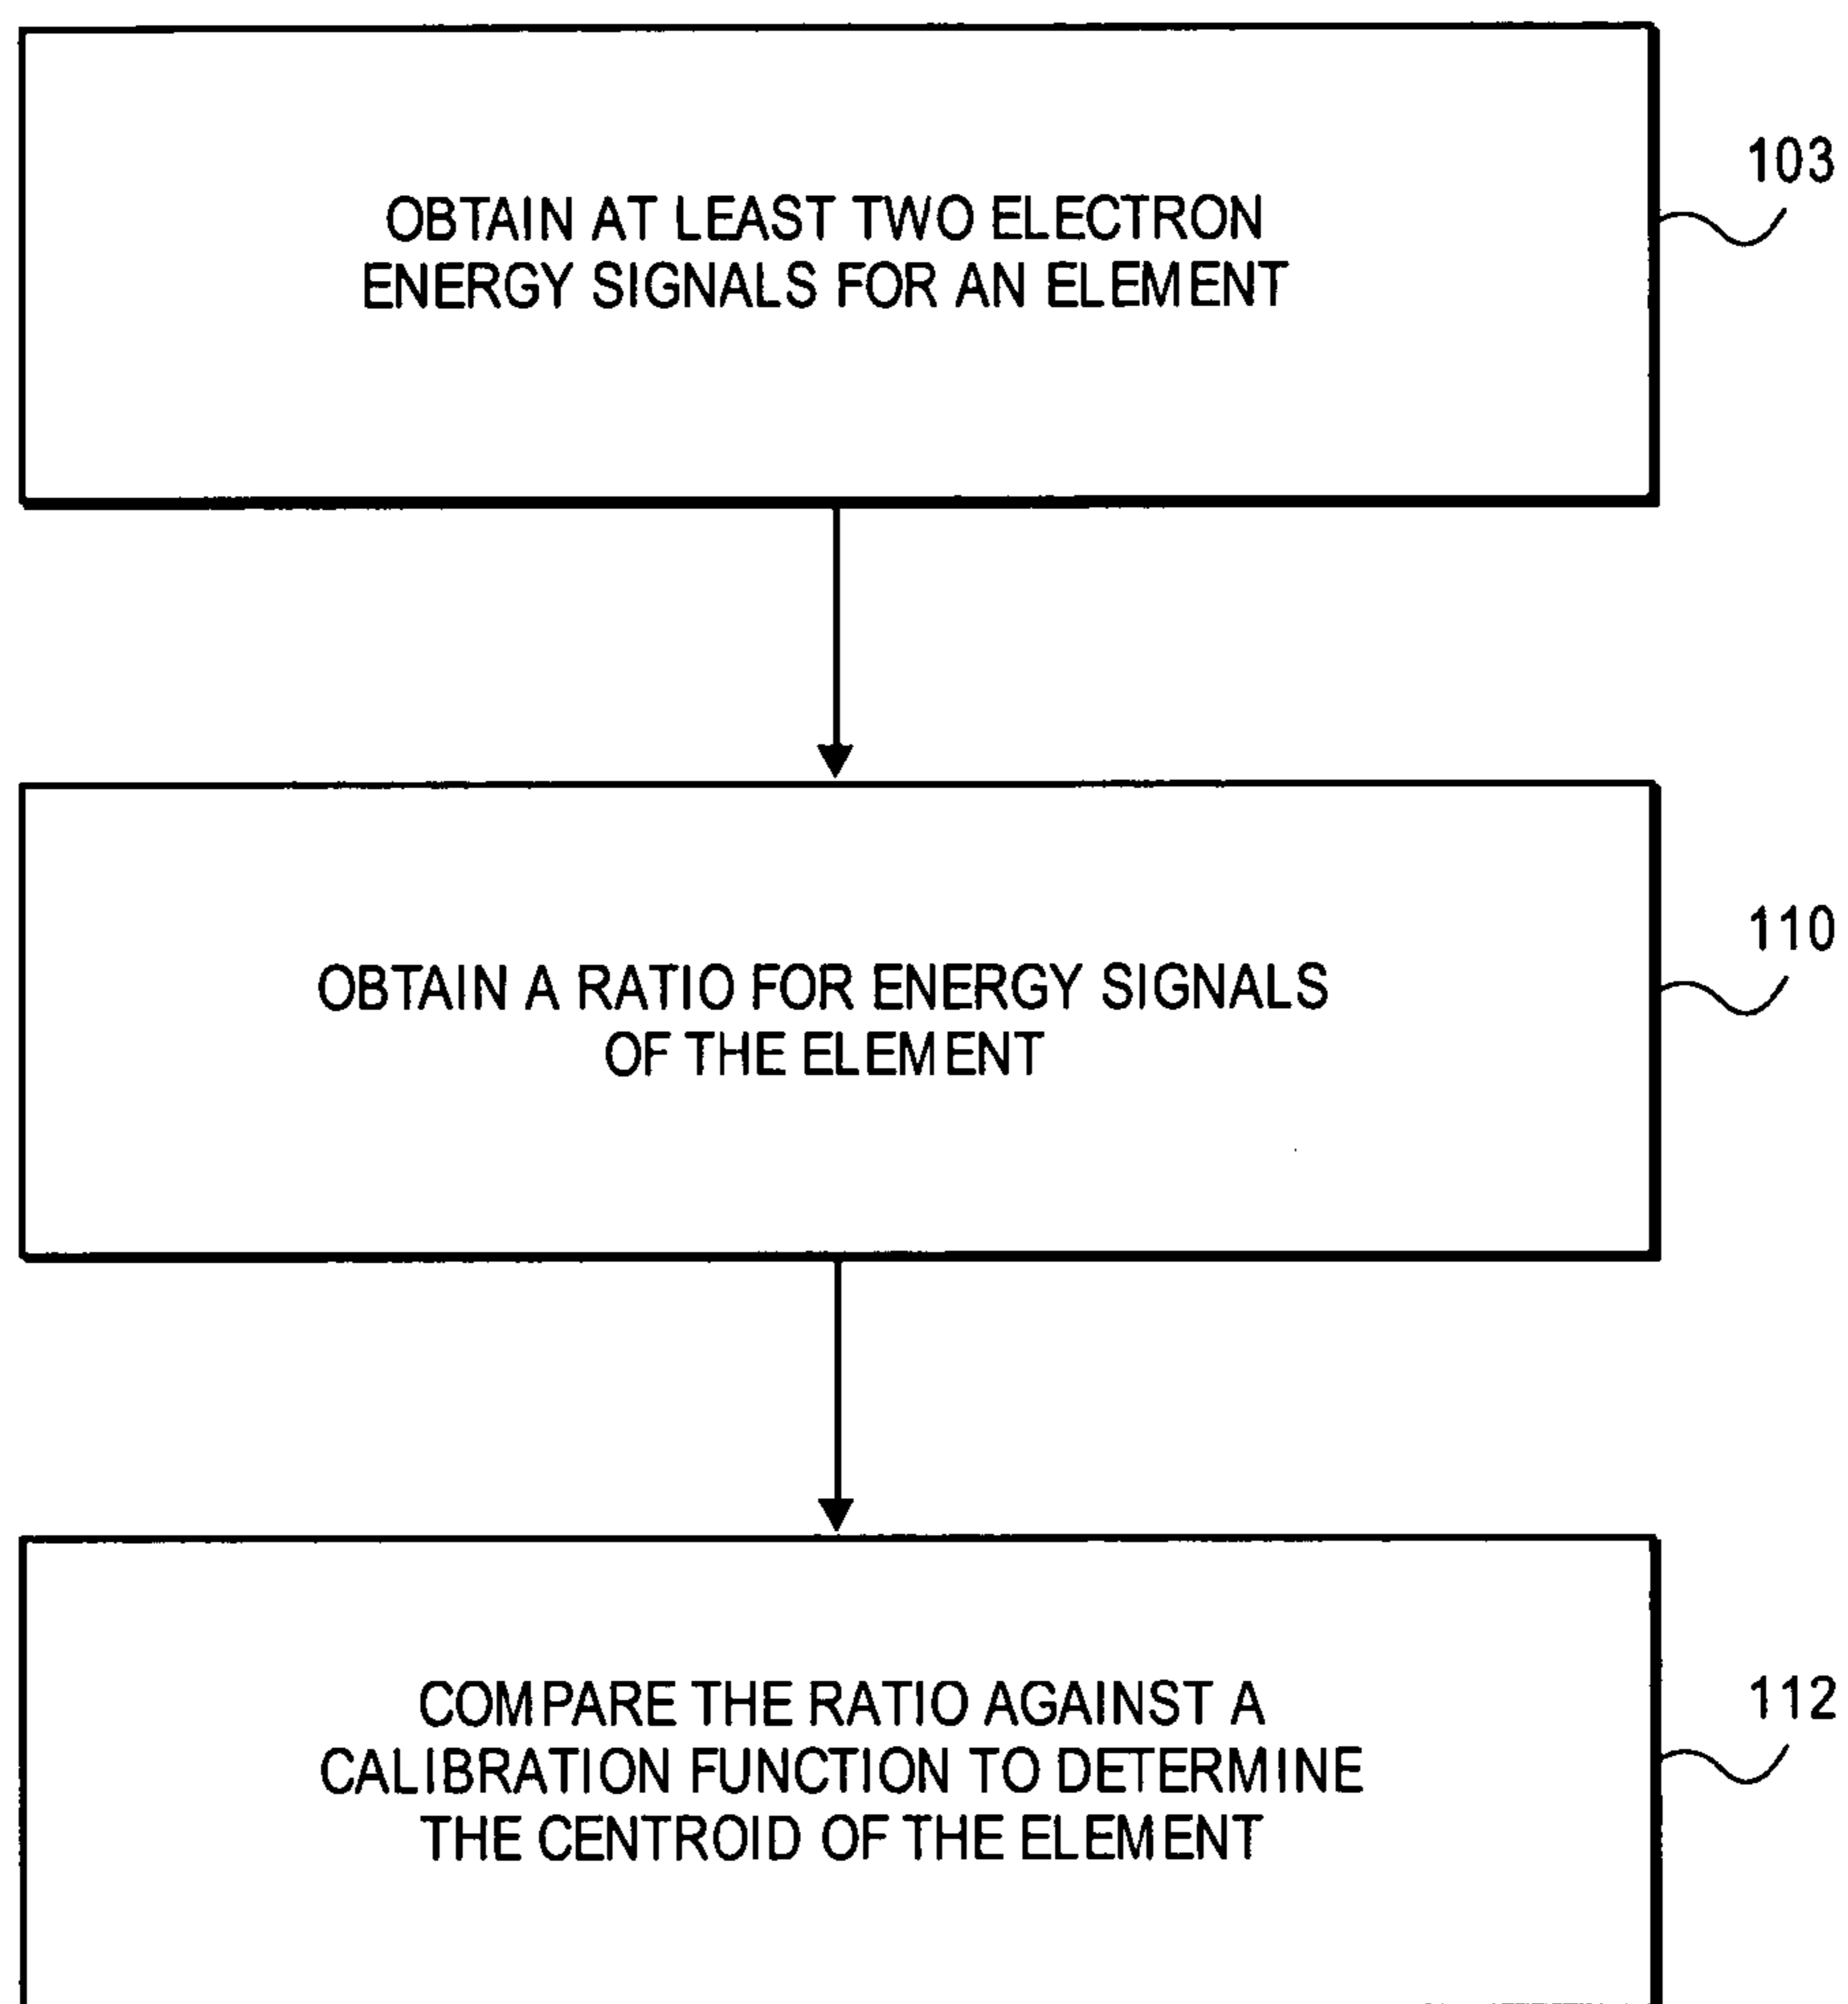 103
OBTAIN AT LEAST TWO ELECTRON
ENERGY SIGNALS FOR AN ELEMENT
110
OBTAIN A RATIO FOR ENERGY SIGNALS
OF THE ELEMENT
112
COMPARE THE RATIO AGAINST A
CALIBRATION FUNCTION TO DETERMINE
THE CENTROID OF THE ELEMENT